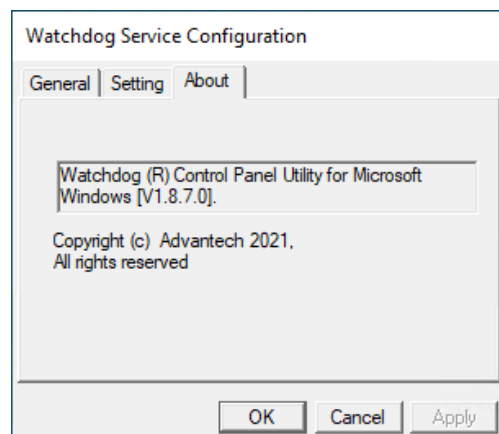 Watchdog Service Configuration
General Setting About
Watchdog (R) Control Panel Utility for Microsoft
Windows [V1.8.7.0].
Copyright (c)  Advantech 2021,
All rights reserved
OK Cancel Apply